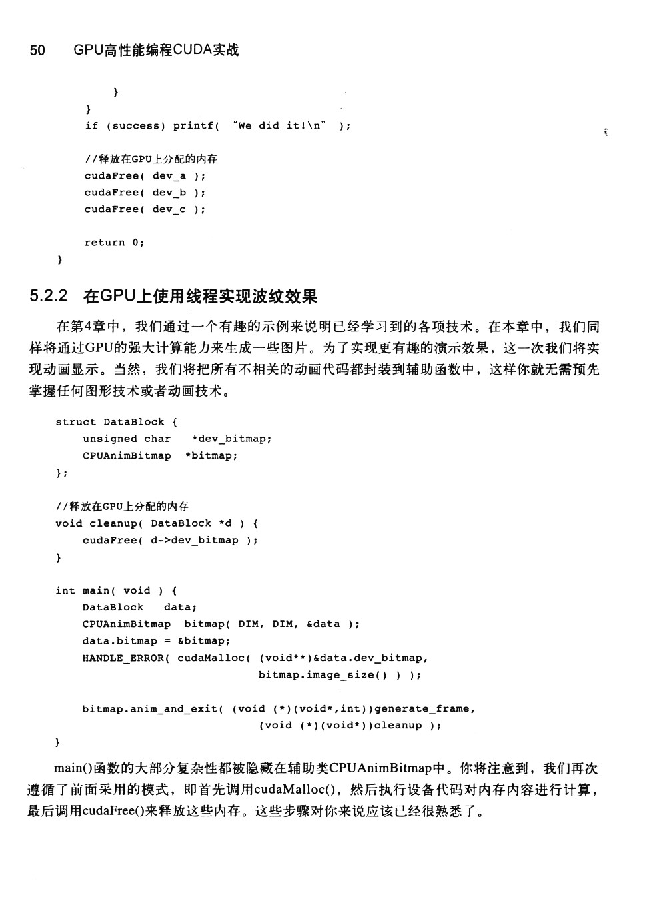 50 GPU高性能编程CUDA实战
}
}
if (success) printf( "We did it!\n" );
//释放在GPU上分配的内存
cudaFree( dev_a );
cudaFree( dev_b );
cudaFree( dev_c );
return 0;
}
5.2.2 在GPU上使用线程实现波纹效果
在第4章中，我们通过一个有趣的示例来说明已经学习到的各项技术。在本章中，我们同
样将通过GPU的强大计算能力来生成一些图片。为了实现更有趣的演示效果，这一次我们将实
现动画显示。当然，我们将把所有不相关的动画代码都封装到辅助函数中，这样你就无需预先
掌握任何图形技术或者动画技术。
struct DataBlock {
unsigned char *dev_bitmap;
CPUAnimBitmap *bitmap;
};
//释放在GPU上分配的内存
void cleanup( DataBlock *d ) {
cudaFree( d->dev_bitmap );
}
int main( void ) {
DataBlock data;
CPUAnimBitmap bitmap( DIM, DIM, &data );
data.bitmap = &bitmap;
HANDLE_ERROR( cudaMalloc( (void**)&data.dev_bitmap,
bitmap.image_size() ) );
bitmap.anim_and_exit( (void (*)(void*,int))generate_frame,
(void (*)(void*))cleanup );
}
main()函数的大部分复杂性都被隐藏在辅助类CPUAnimBitmap中。你将注意到，我们再次
遵循了前面采用的模式，即首先调用cudaMalloc()，然后执行设备代码对内存内容进行计算，
最后调用cudaFree()来释放这些内存。这些步骤对你来说应该已经很熟悉了。